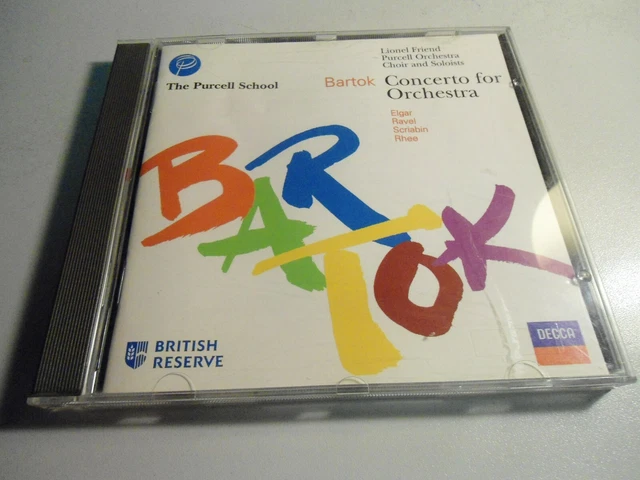 Lionel Friend
Purcell Orchestra
Choir and Soloists
The Purcell School
Bartok Concerto for
Orchestra
Elgar
Ravel
Scriabin
Rhee
BARTOK
BRITISH
RESERVE
DECCA